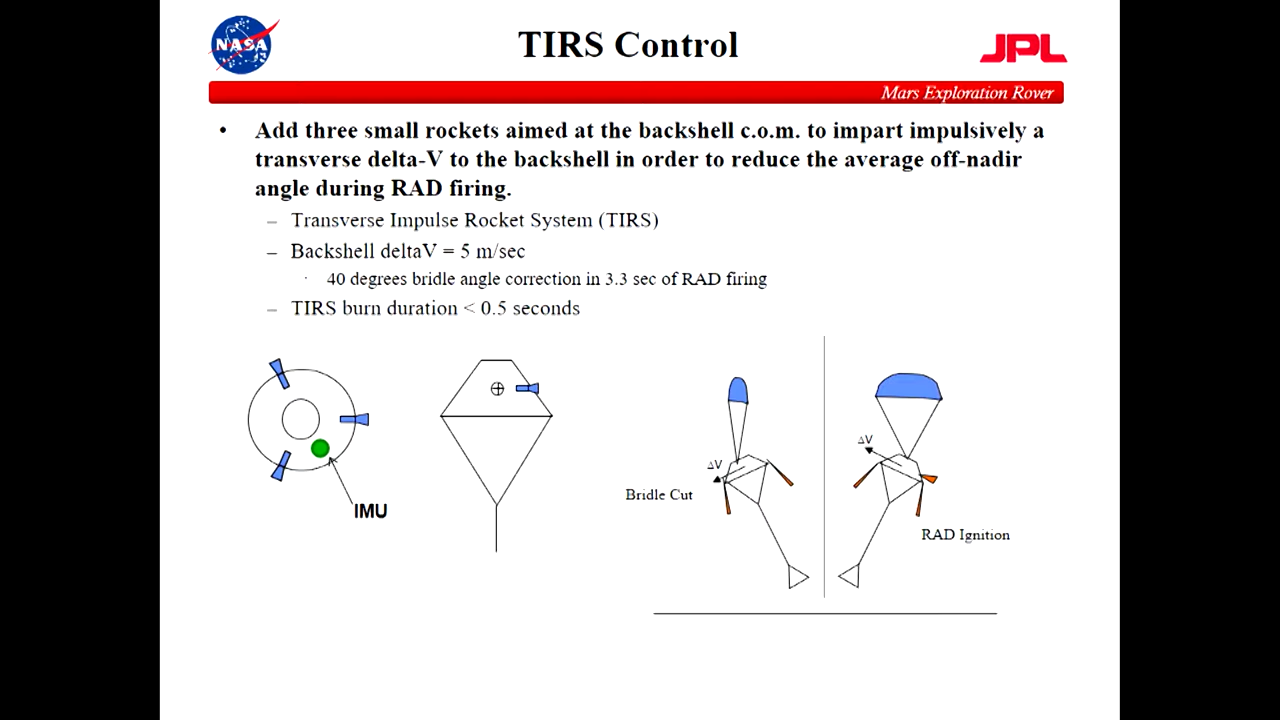 NASA
TIRS Control
JPL
Mars Exploration Rover
• Add three small rockets aimed at the backshell c.o.m. to impart impulsively a
transverse delta-V to the backshell in order to reduce the average off-nadir
angle during RAD firing.
– Transverse Impulse Rocket System (TIRS)
– Backshell deltaV = 5 m/sec
· 40 degrees bridle angle correction in 3.3 sec of RAD firing
– TIRS burn duration < 0.5 seconds
IMU
ΔV
Bridle Cut
ΔV
RAD Ignition